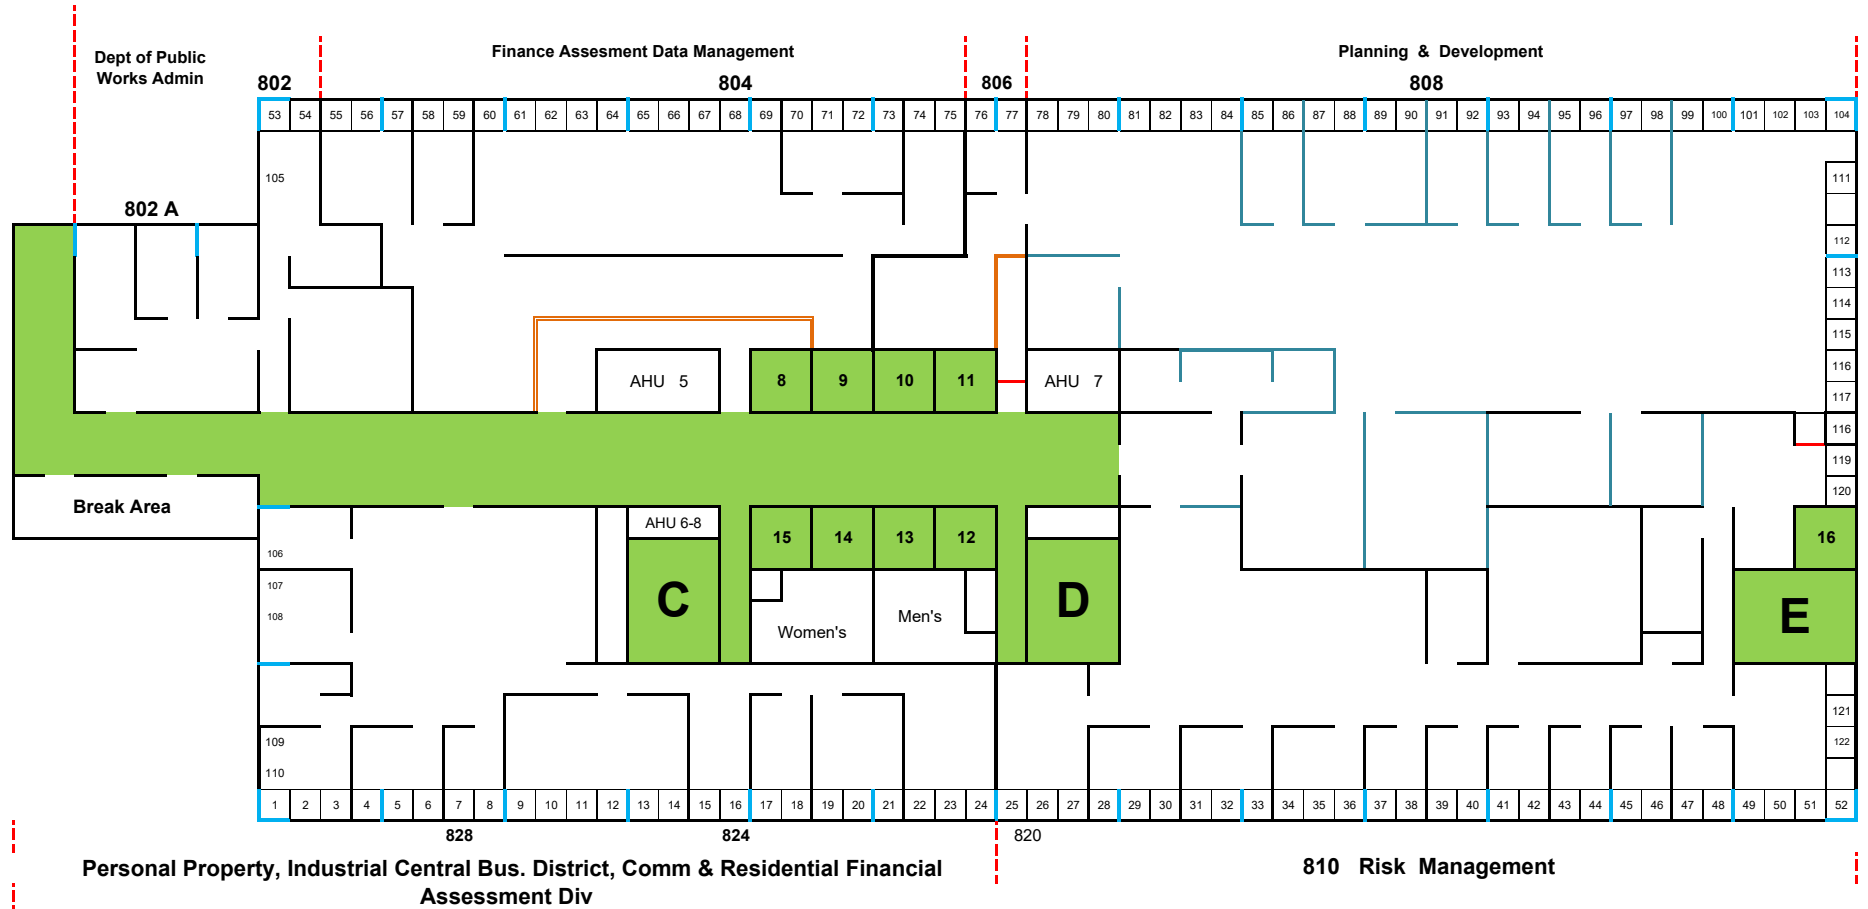 Dept of Public
Works Admin
Finance Assesment Data Management
Planning & Development
802
804
806
808
53 54 55 56 57 58 59 60 61 62 63 64 65 66 67 68 69 70 71 72 73 74 75 76 77 78 79 80 81 82 83 84 85 86 87 88 89 90 91 92 93 94 95 96 97 98 99 100 101 102 103 104
105
111
802 A
112
113
114
115
AHU 5
8
9
10
11
AHU 7
116
117
116
119
120
Break Area
AHU 6-8
15
14
13
12
16
106
107
108
C
Women's
Men's
D
E
109
110
121
122
1 2 3 4 5 6 7 8 9 10 11 12 13 14 15 16 17 18 19 20 21 22 23 24 25 26 27 28 29 30 31 32 33 34 35 36 37 38 39 40 41 42 43 44 45 46 47 48 49 50 51 52
828
824
820
Personal Property, Industrial Central Bus. District, Comm & Residential Financial
Assessment Div
810 Risk Management